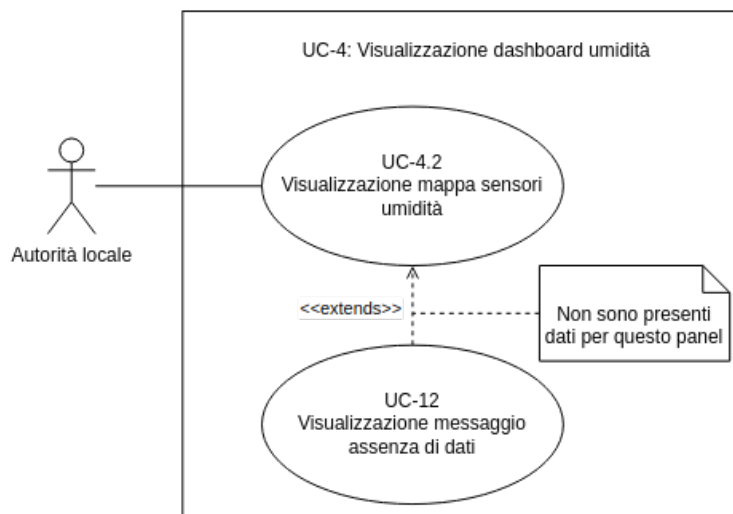 UC-4: Visualizzazione dashboard umidità
UC-4.2
Visualizzazione mappa sensori
umidità
Autorità locale
<<extends>>
Non sono presenti
dati per questo panel
UC-12
Visualizzazione messaggio
assenza di dati